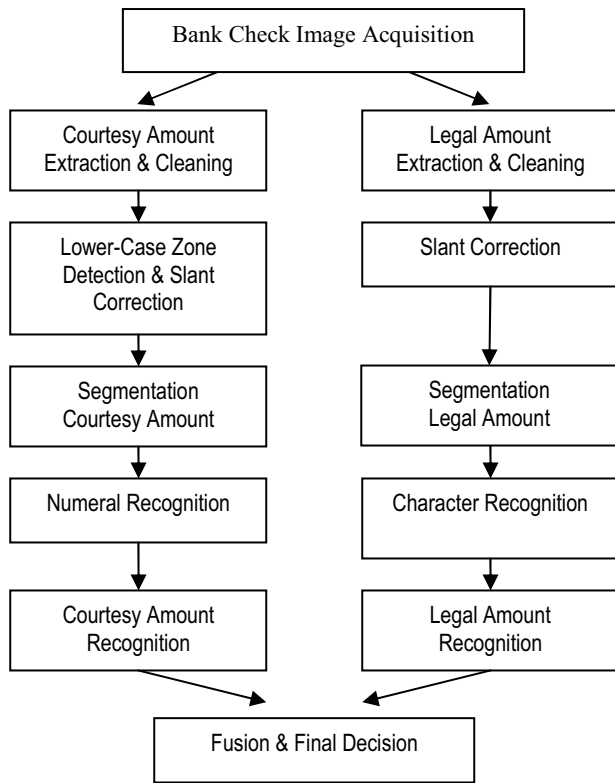 Bank Check Image Acquisition
Courtesy Amount
Extraction & Cleaning
Legal Amount
Extraction & Cleaning
Lower-Case Zone
Detection & Slant
Correction
Slant Correction
Segmentation
Courtesy Amount
Segmentation
Legal Amount
Numeral Recognition
Character Recognition
Courtesy Amount
Recognition
Legal Amount
Recognition
Fusion & Final Decision